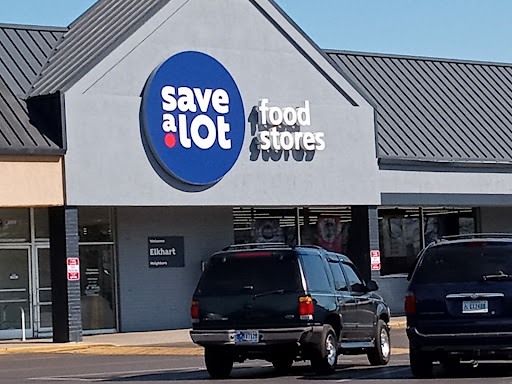 save
a
lot
food
stores
Welcome
Elkhart
Neighbors